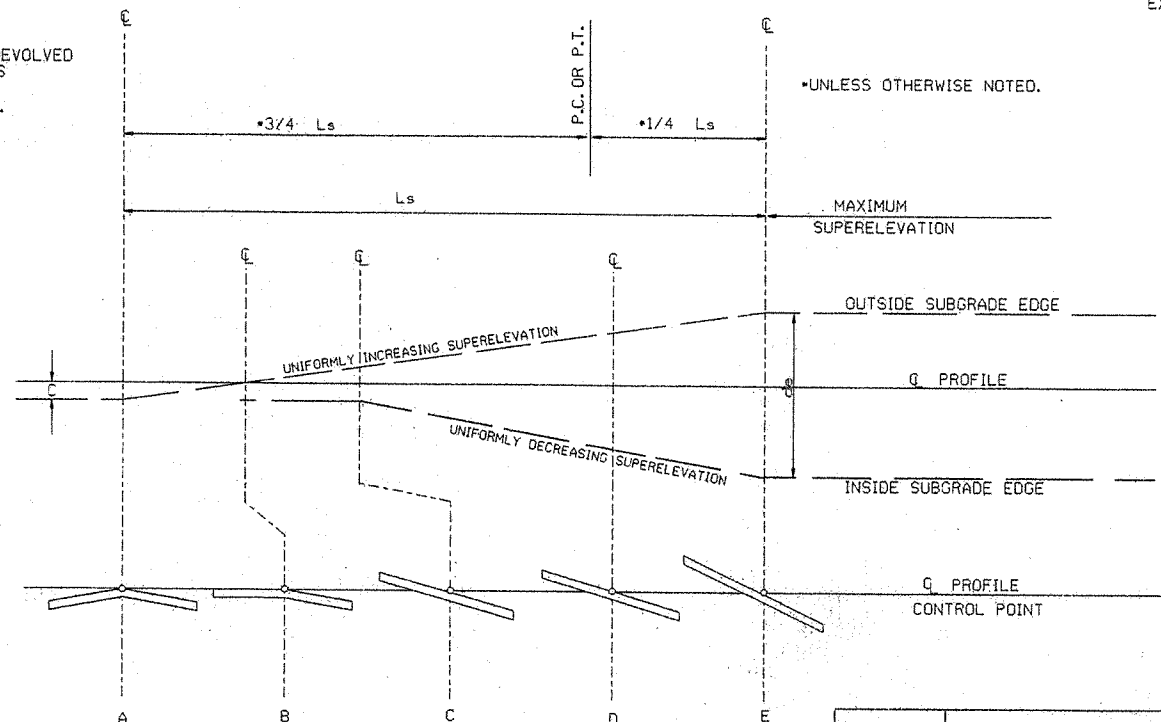 EX
℄
℄
EVOLVED
S
.
P.C. OR P.T.
*UNLESS OTHERWISE NOTED.
*3/4 Ls
*1/4 Ls
Ls
MAXIMUM
SUPERELEVATION
℄
℄
℄
OUTSIDE SUBGRADE EDGE
UNIFORMLY INCREASING SUPERELEVATION
C
℄ PROFILE
UNIFORMLY DECREASING SUPERELEVATION
INSIDE SUBGRADE EDGE
℄ PROFILE
CONTROL POINT
A
B
C
D
E